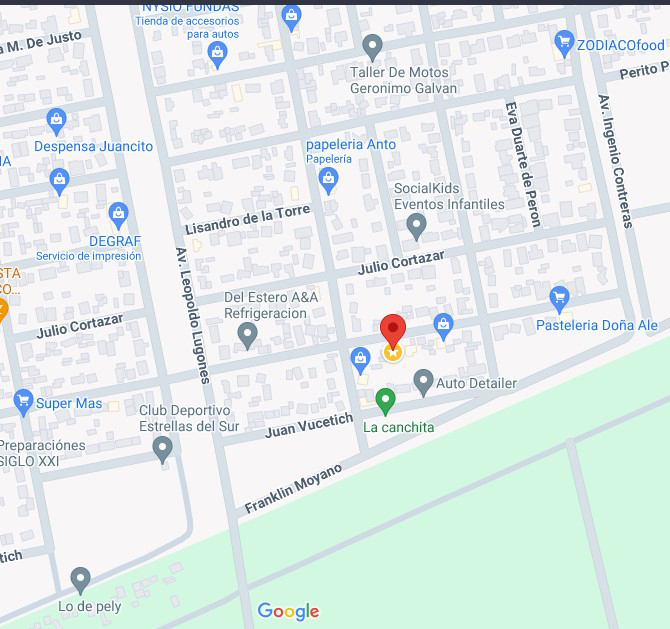 NYSIO FUNDAS
Tienda de accesorios
para autos
a M. De Justo
ZODIACOfood
Taller De Motos
Geronimo Galvan
Perito P
Av. Ingenio Contreras
Eva Duarte de Peron
Despensa Juancito
papeleria Anto
Papelería
IA
SocialKids
Eventos Infantiles
Lisandro de la Torre
DEGRAF
Servicio de impresión
Av. Leopoldo Lugones
Julio Cortazar
STA
CO...
Del Estero A&A
Refrigeracion
Julio Cortazar
Pasteleria Doña Ale
Auto Detailer
Super Mas
Club Deportivo
Estrellas del Sur
Juan Vucetich
La canchita
Preparaciónes
SIGLO XXI
Franklin Moyano
tich
Lo de pely
Google